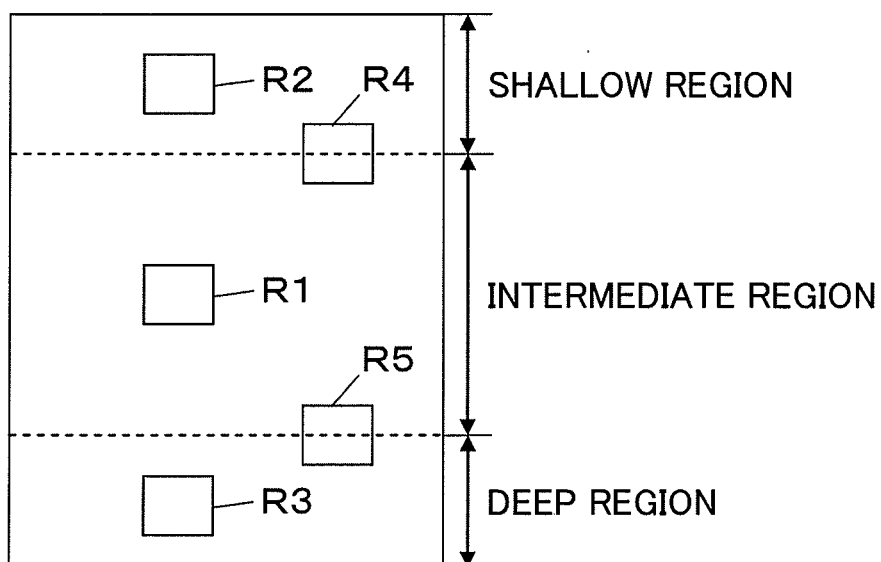 R2
R4
SHALLOW REGION
R1
INTERMEDIATE REGION
R5
R3
DEEP REGION